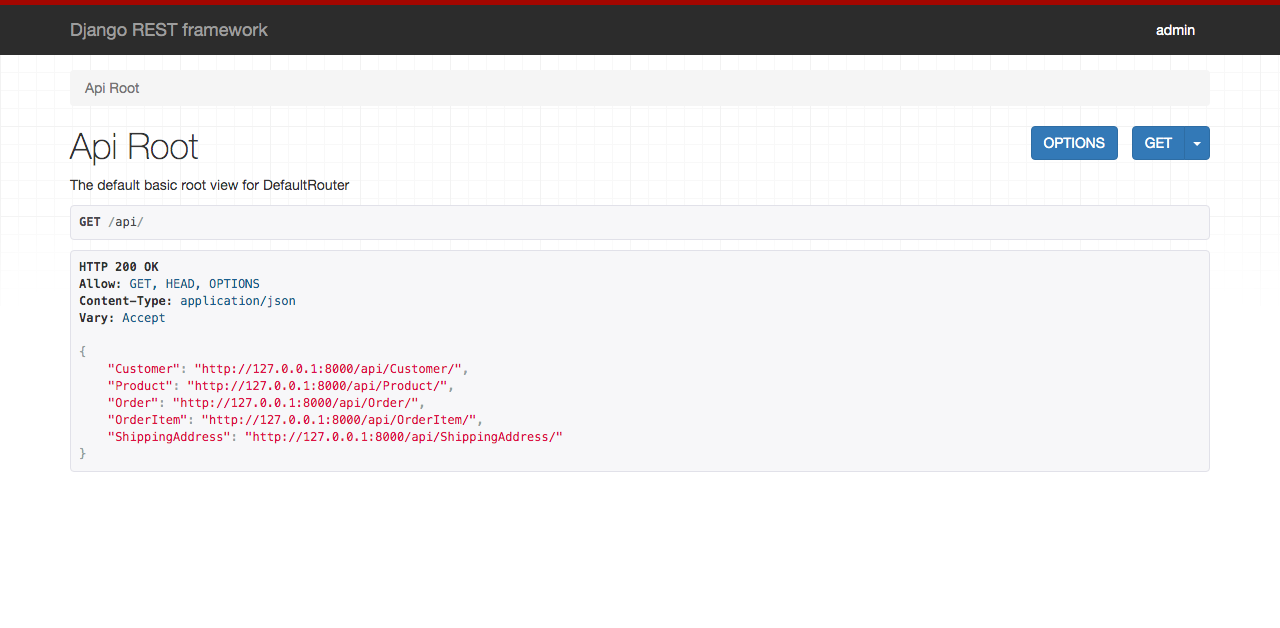 Django REST framework
admin
Api Root
Api Root
OPTIONS
GET
The default basic root view for DefaultRouter
GET /api/
HTTP 200 OK
Allow: GET, HEAD, OPTIONS
Content-Type: application/json
Vary: Accept
{
    "Customer": "http://127.0.0.1:8000/api/Customer/",
    "Product": "http://127.0.0.1:8000/api/Product/",
    "Order": "http://127.0.0.1:8000/api/Order/",
    "OrderItem": "http://127.0.0.1:8000/api/OrderItem/",
    "ShippingAddress": "http://127.0.0.1:8000/api/ShippingAddress/"
}